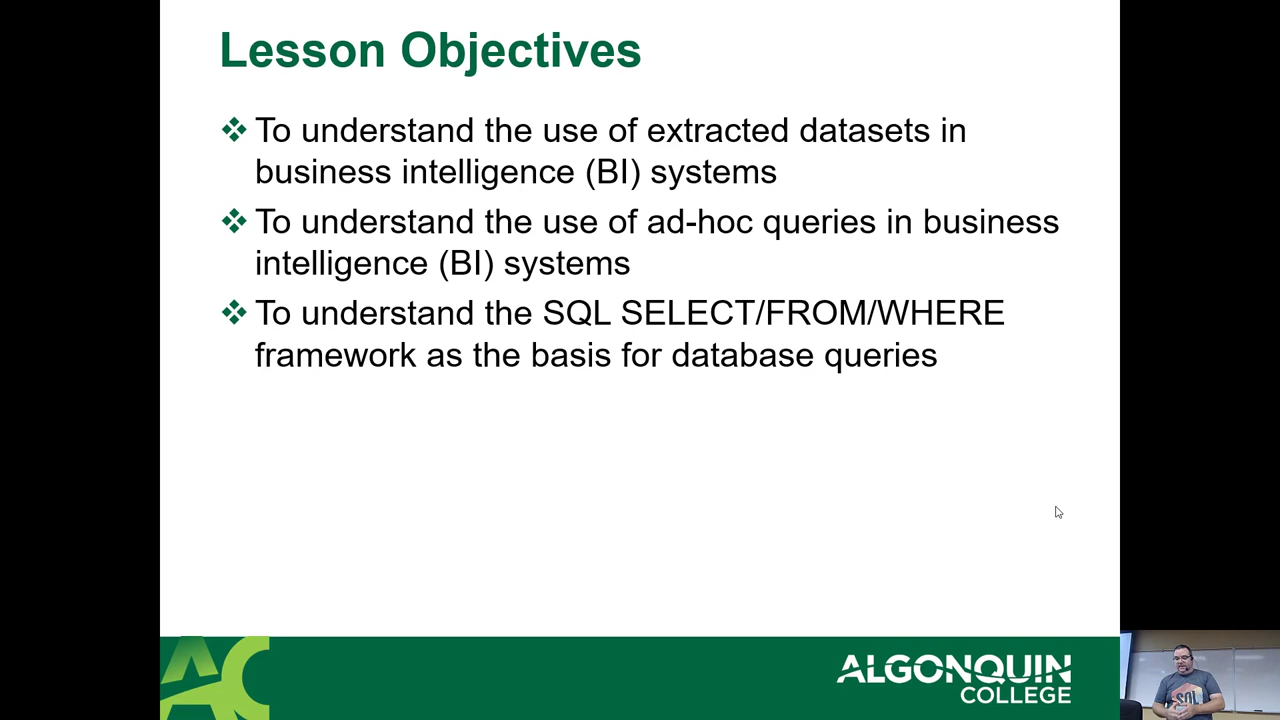 Lesson Objectives
To understand the use of extracted datasets in
business intelligence (BI) systems
To understand the use of ad-hoc queries in business
intelligence (BI) systems
To understand the SQL SELECT/FROM/WHERE
framework as the basis for database queries
AC
ALGONQUIN
COLLEGE
SQL